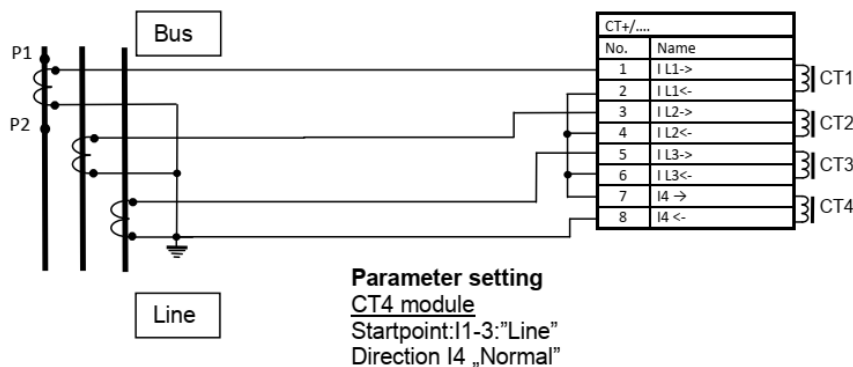 Bus
P1
P2
Line
CT+/....
No. Name
1 I L1->
2 I L1<-
3 I L2->
4 I L2<-
5 I L3->
6 I L3<-
7 I4 →
8 I4 <-
CT1
CT2
CT3
CT4
Parameter setting
CT4 module
Startpoint:I1-3:”Line”
Direction I4 „Normal”